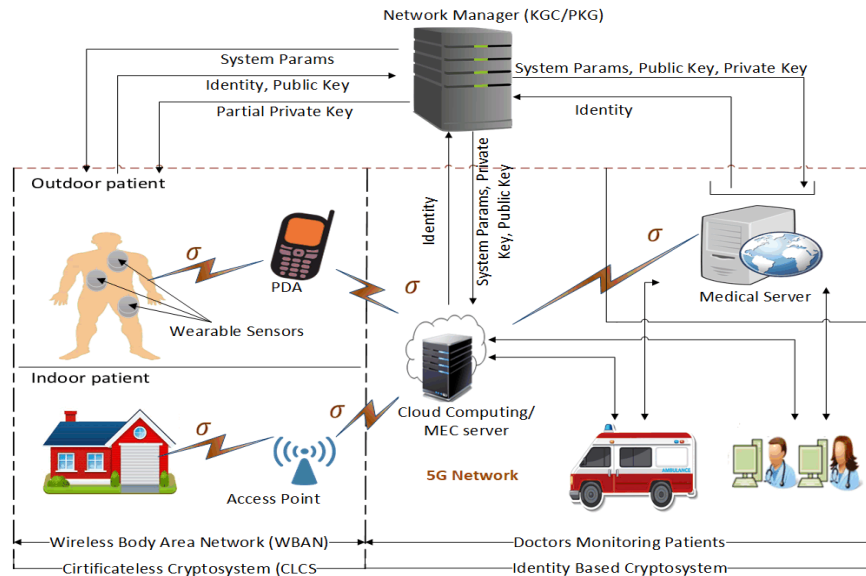 Network Manager (KGC/PKG)
System Params
Identity, Public Key
Partial Private Key
System Params, Public Key, Private Key
Identity
Outdoor patient
Identity
System Params, Private
Key, Public Key
σ
PDA
σ
σ
Medical Server
Wearable Sensors
Indoor patient
σ
σ
Cloud Computing/
MEC server
Access Point
5G Network
AMBULANCE
Wireless Body Area Network (WBAN)
Doctors Monitoring Patients
Cirtificateless Cryptosystem (CLCS
Identity Based Cryptosystem